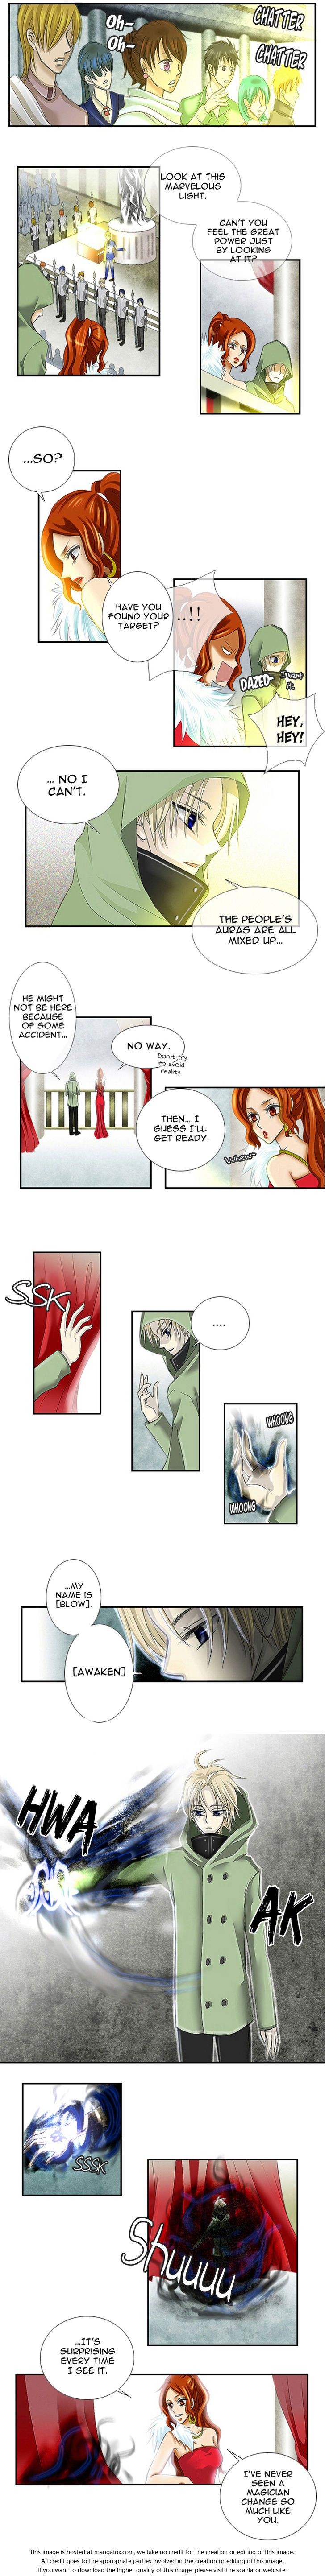 Oh~
Oh~
CHATTER
CHATTER
LOOK AT THIS
MARVELOUS
LIGHT.
CAN'T YOU
FEEL THE GREAT
POWER JUST
BY LOOKING
AT IT?
...SO?
HAVE YOU
FOUND YOUR
TARGET?
...!!
DAZED~
I want
it.
HEY,
HEY!
... NO I
CAN'T.
THE PEOPLE'S
AURAS ARE ALL
MIXED UP...
HE MIGHT
NOT BE HERE
BECAUSE
OF SOME
ACCIDENT...
NO WAY.
Don't try
to avoid
reality.
THEN... I
GUESS I'LL
GET READY.
Whew~
SSK
....
WHOONG
WHOONG
...MY
NAME IS
[BLOW].
[AWAKEN]
HWA
AK
SSSK
Shuuuu
...IT'S
SURPRISING
EVERY TIME
I SEE IT.
I'VE NEVER
SEEN A
MAGICIAN
CHANGE SO
MUCH LIKE
YOU.
This image is hosted at mangafox.com, we take no credit for the creation or editing of this image.
All credit goes to the appropriate parties involved in the creation or editing of this image.
If you want to download the higher quality of this image, please visit the scanlator web site.